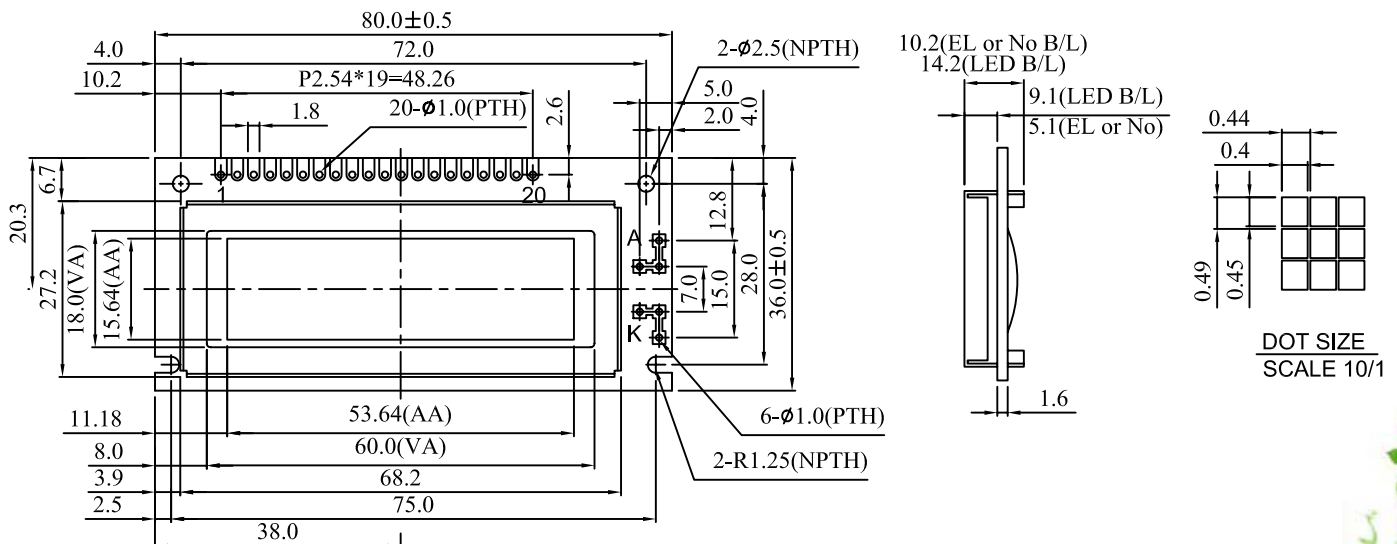 80.0±0.5
4.0
72.0
2-ø2.5(NPTH)
10.2(EL or No B/L)
14.2(LED B/L)
10.2
P2.54*19=48.26
5.0
9.1(LED B/L)
1.8
20-ø1.0(PTH)
2.6
2.0
4.0
5.1(EL or No)
0.44
0.4
6.7
1
20
20.3
12.8
A
27.2
18.0(VA)
15.64(AA)
7.0
15.0
28.0
36.0±0.5
0.49
0.45
K
DOT SIZE
SCALE 10/1
11.18
53.64(AA)
6-ø1.0(PTH)
1.6
8.0
60.0(VA)
2-R1.25(NPTH)
3.9
68.2
2.5
75.0
38.0